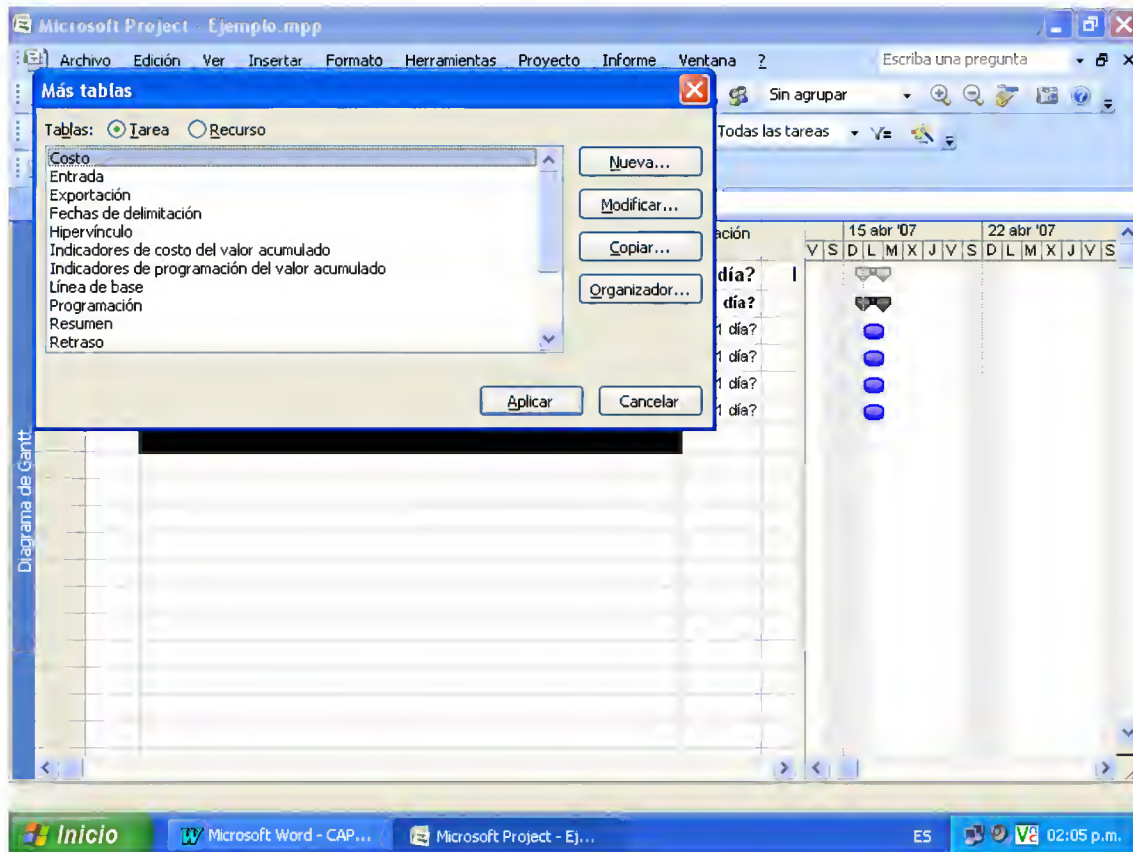 Microsoft Project - Ejemplo.mpp
Archivo Edición Ver Insertar Formato Herramientas Proyecto Informe Ventana ? Escriba una pregunta
Más tablas
Sin agrupar
Tablas: Tarea Recurso
Todas las tareas
Costo
Entrada
Exportación
Fechas de delimitación
Hipervínculo
Indicadores de costo del valor acumulado
Indicadores de programación del valor acumulado
Línea de base
Programación
Resumen
Retraso
Nueva...
Modificar...
Copiar...
Organizador...
Aplicar Cancelar
ación 15 abr '07 22 abr '07
V S D L M X J V S D L M X J V S
día?
día?
1 día?
1 día?
1 día?
1 día?
Diagrama de Gantt
Inicio Microsoft Word - CAP... Microsoft Project - Ej... ES 02:05 p.m.